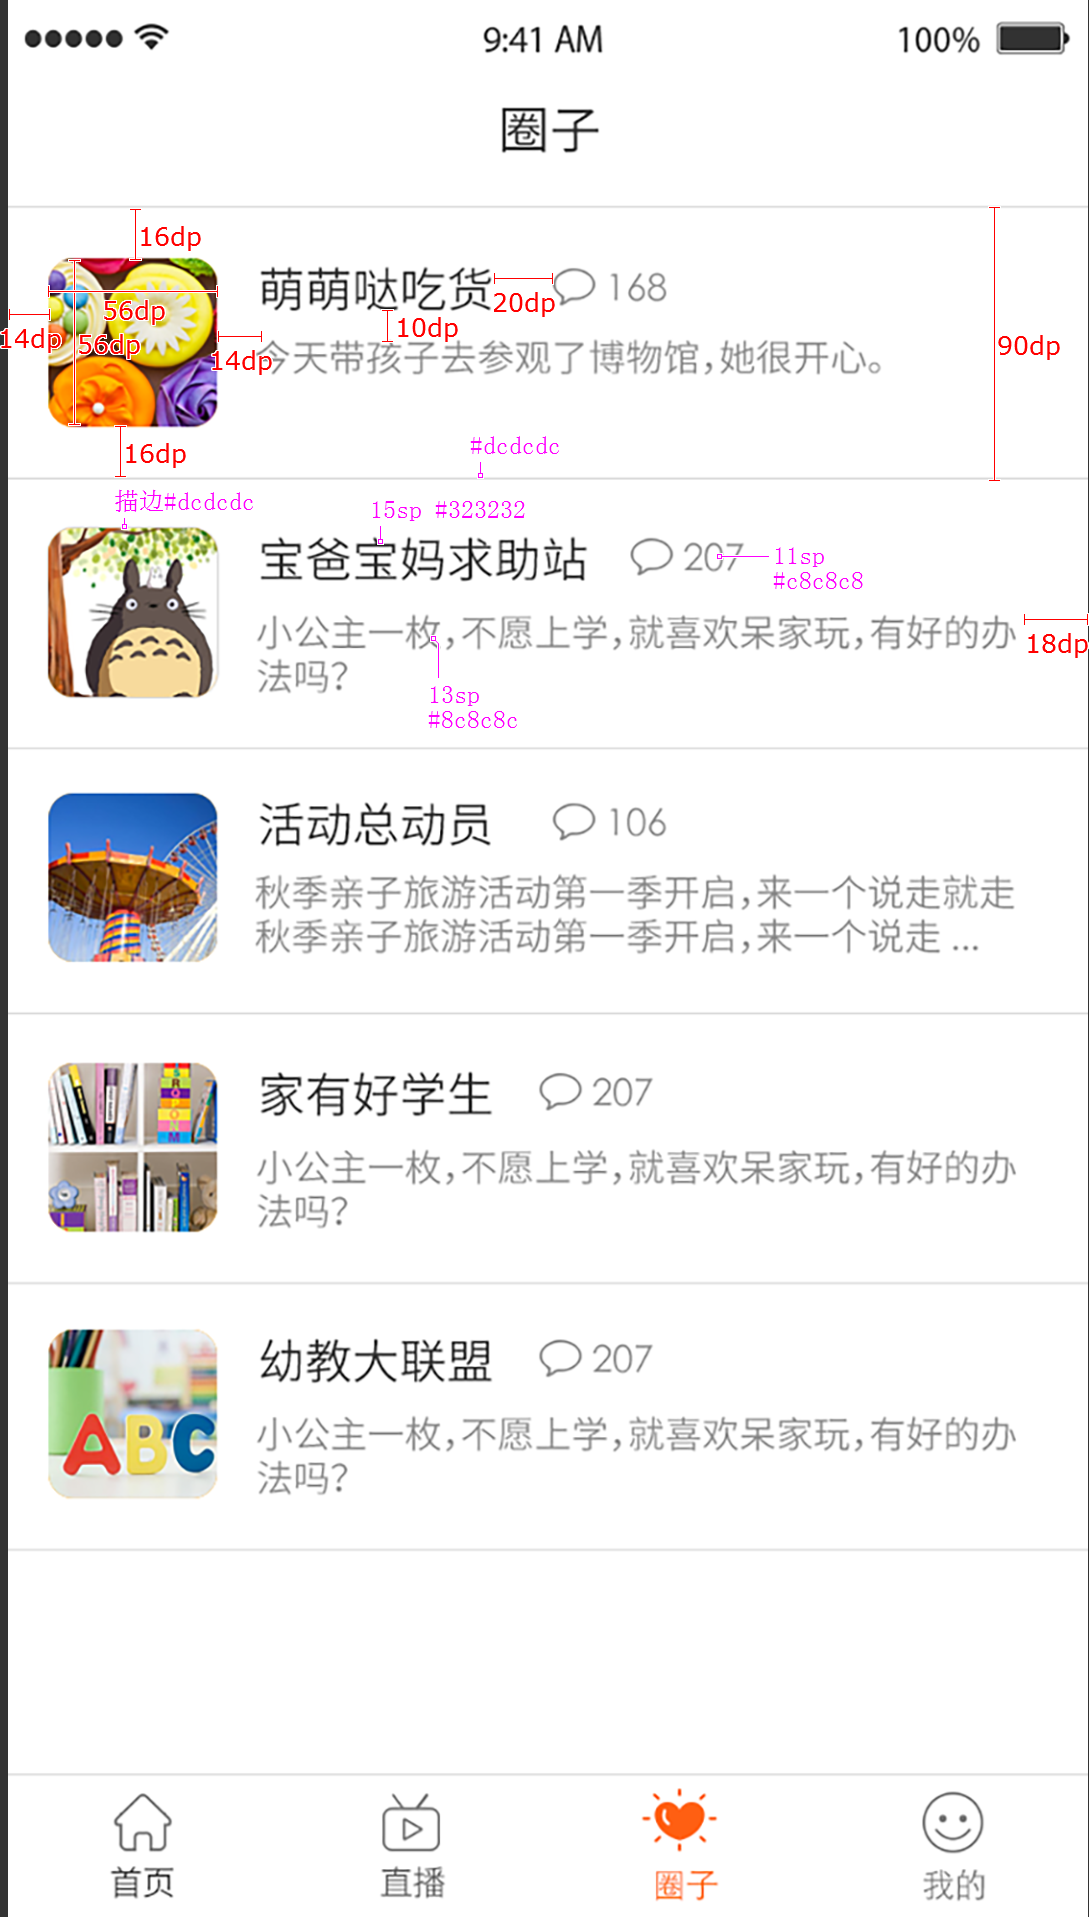 9:41 AM
100%
圈子
16dp
萌萌哒吃货
20dp
168
56dp
14dp
56dp
10dp
14dp
今天带孩子去参观了博物馆,她很开心。
90dp
16dp
#dcdcdc
描边#dcdcdc
15sp #323232
宝爸宝妈求助站
207
11sp
#c8c8c8
小公主一枚,不愿上学,就喜欢呆家玩,有好的办
法吗?
18dp
13sp
#8c8c8c
活动总动员
106
秋季亲子旅游活动第一季开启,来一个说走就走
秋季亲子旅游活动第一季开启,来一个说走 ...
家有好学生
207
小公主一枚,不愿上学,就喜欢呆家玩,有好的办
法吗?
幼教大联盟
207
小公主一枚,不愿上学,就喜欢呆家玩,有好的办
法吗?
ABC
首页
直播
圈子
我的